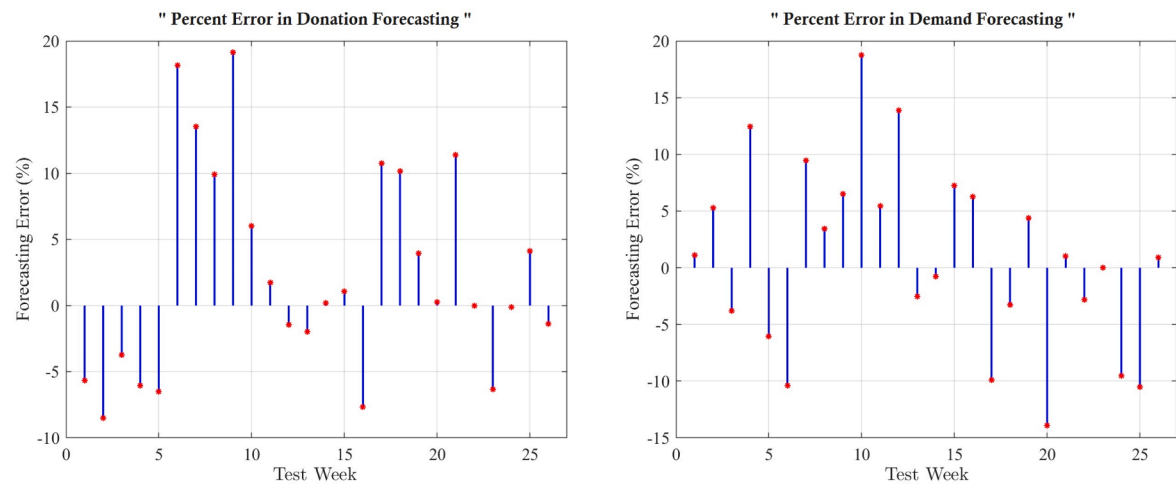 " Percent Error in Donation Forecasting "
20
15
10
5
0
-5
-10
Forecasting Error (%)
0 5 10 15 20 25
Test Week
" Percent Error in Demand Forecasting "
20
15
10
5
0
-5
-10
-15
Forecasting Error (%)
0 5 10 15 20 25
Test Week